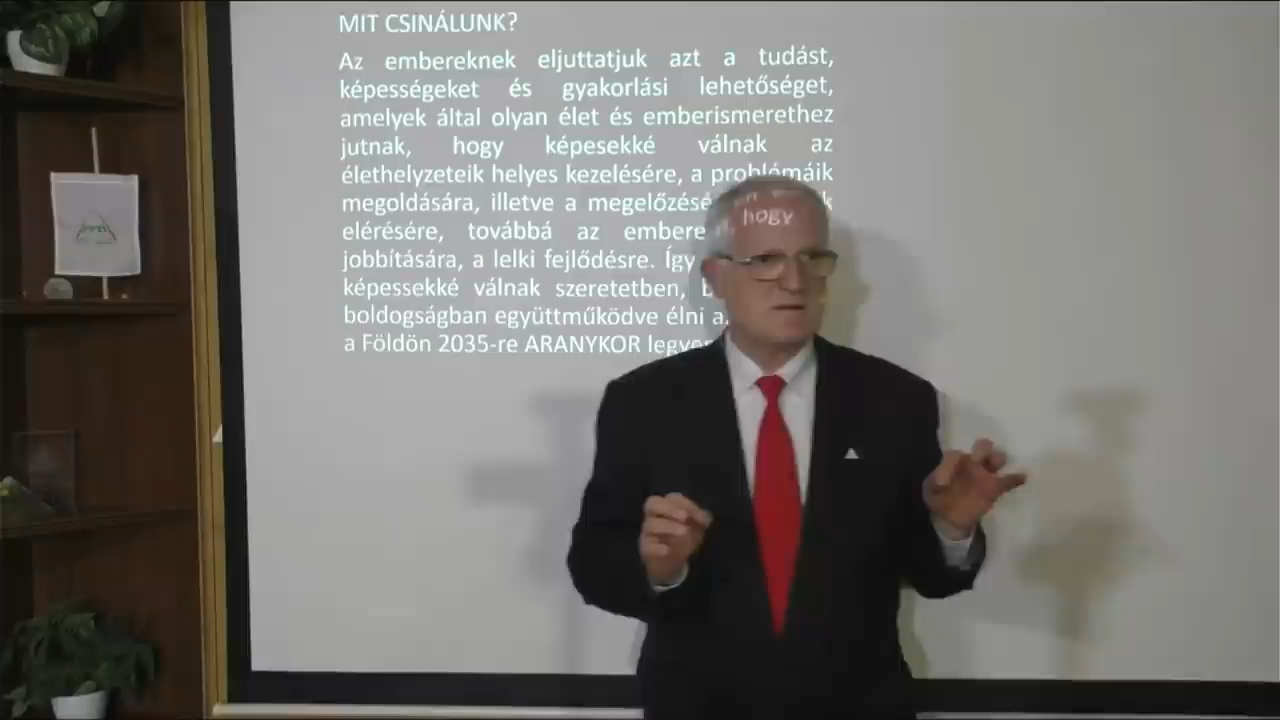 MIT CSINÁLUNK?
Az embereknek eljuttatjuk azt a tudást,
képességeket és gyakorlási lehetőséget,
amelyek által olyan élet és emberismerethez
jutnak, hogy képesekké válnak az
élethelyzeteik helyes kezelésére, a problémáik
megoldására, illetve a megelőzésé
elérésére, továbbá az embere hogy
jobbítására, a lelki fejlődésre. Így
képessekké válnak szeretetben,
boldogságban együttműködve élni
a Földön 2035-re ARANYKOR